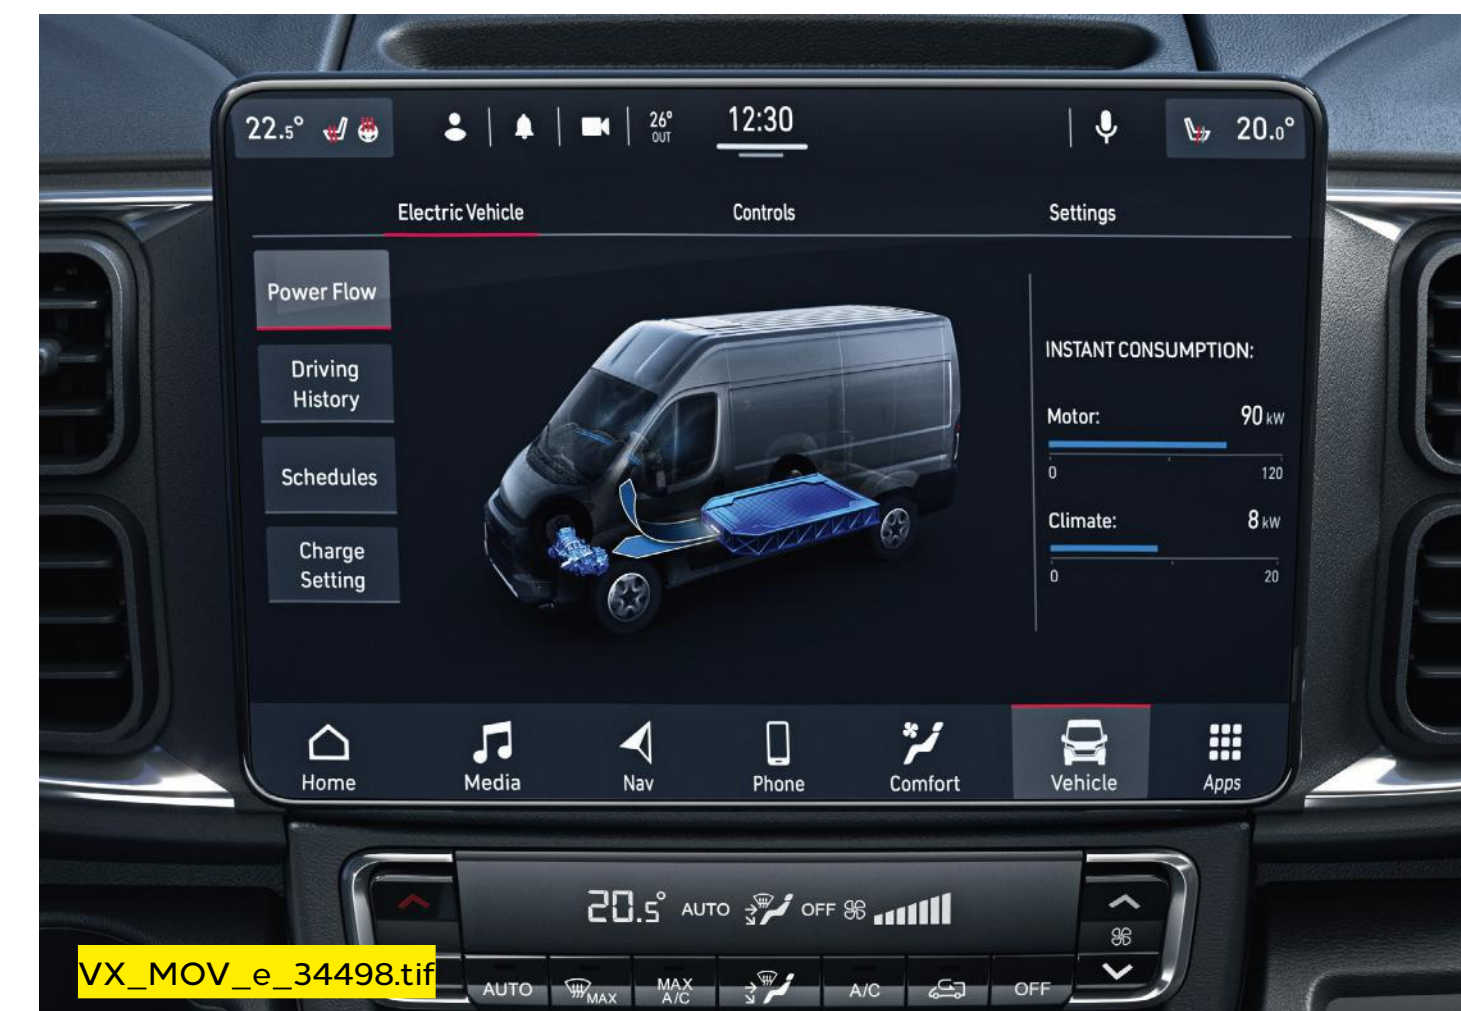 22.5°
26°
OUT
12:30
20.0°
Electric Vehicle
Controls
Settings
Power Flow
Driving
History
Schedules
Charge
Setting
INSTANT CONSUMPTION:
Motor: 90 kW
0 120
Climate: 8 kW
0 20
Home
Media
Nav
Phone
Comfort
Vehicle
Apps
20.5° AUTO OFF
VX_MOV_e_34498.tif
AUTO
MAX
MAX
A/C
A/C
OFF